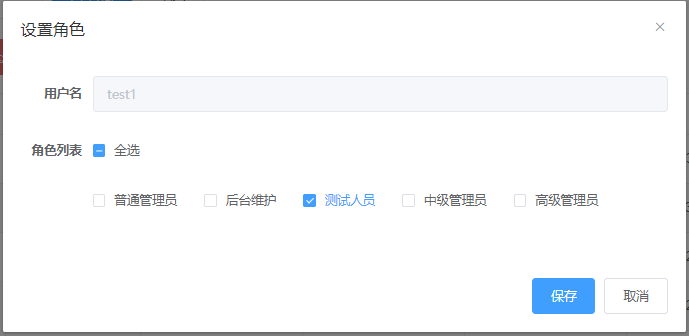 设置角色
用户名 test1
角色列表 全选
普通管理员 后台维护 测试人员 中级管理员 高级管理员
保存 取消